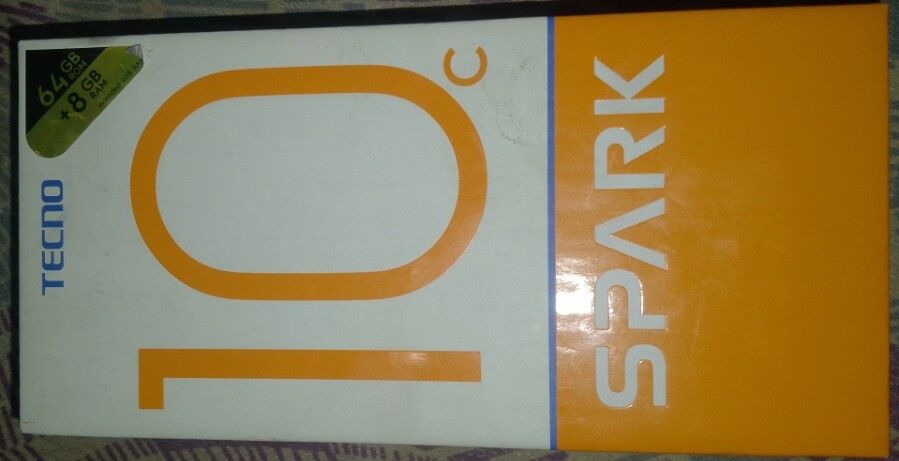 64GB
ROM
+8GB
RAM
TECNO
10C
SPARK